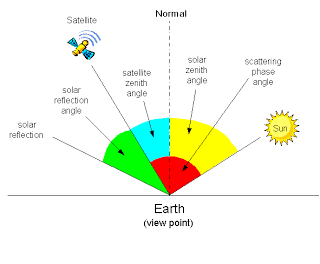 Satellite
Normal
satellite
zenith
angle
solar
zenith
angle
scattering
phase
angle
solar
reflection
angle
solar
reflection
Sun
Earth
(view point)